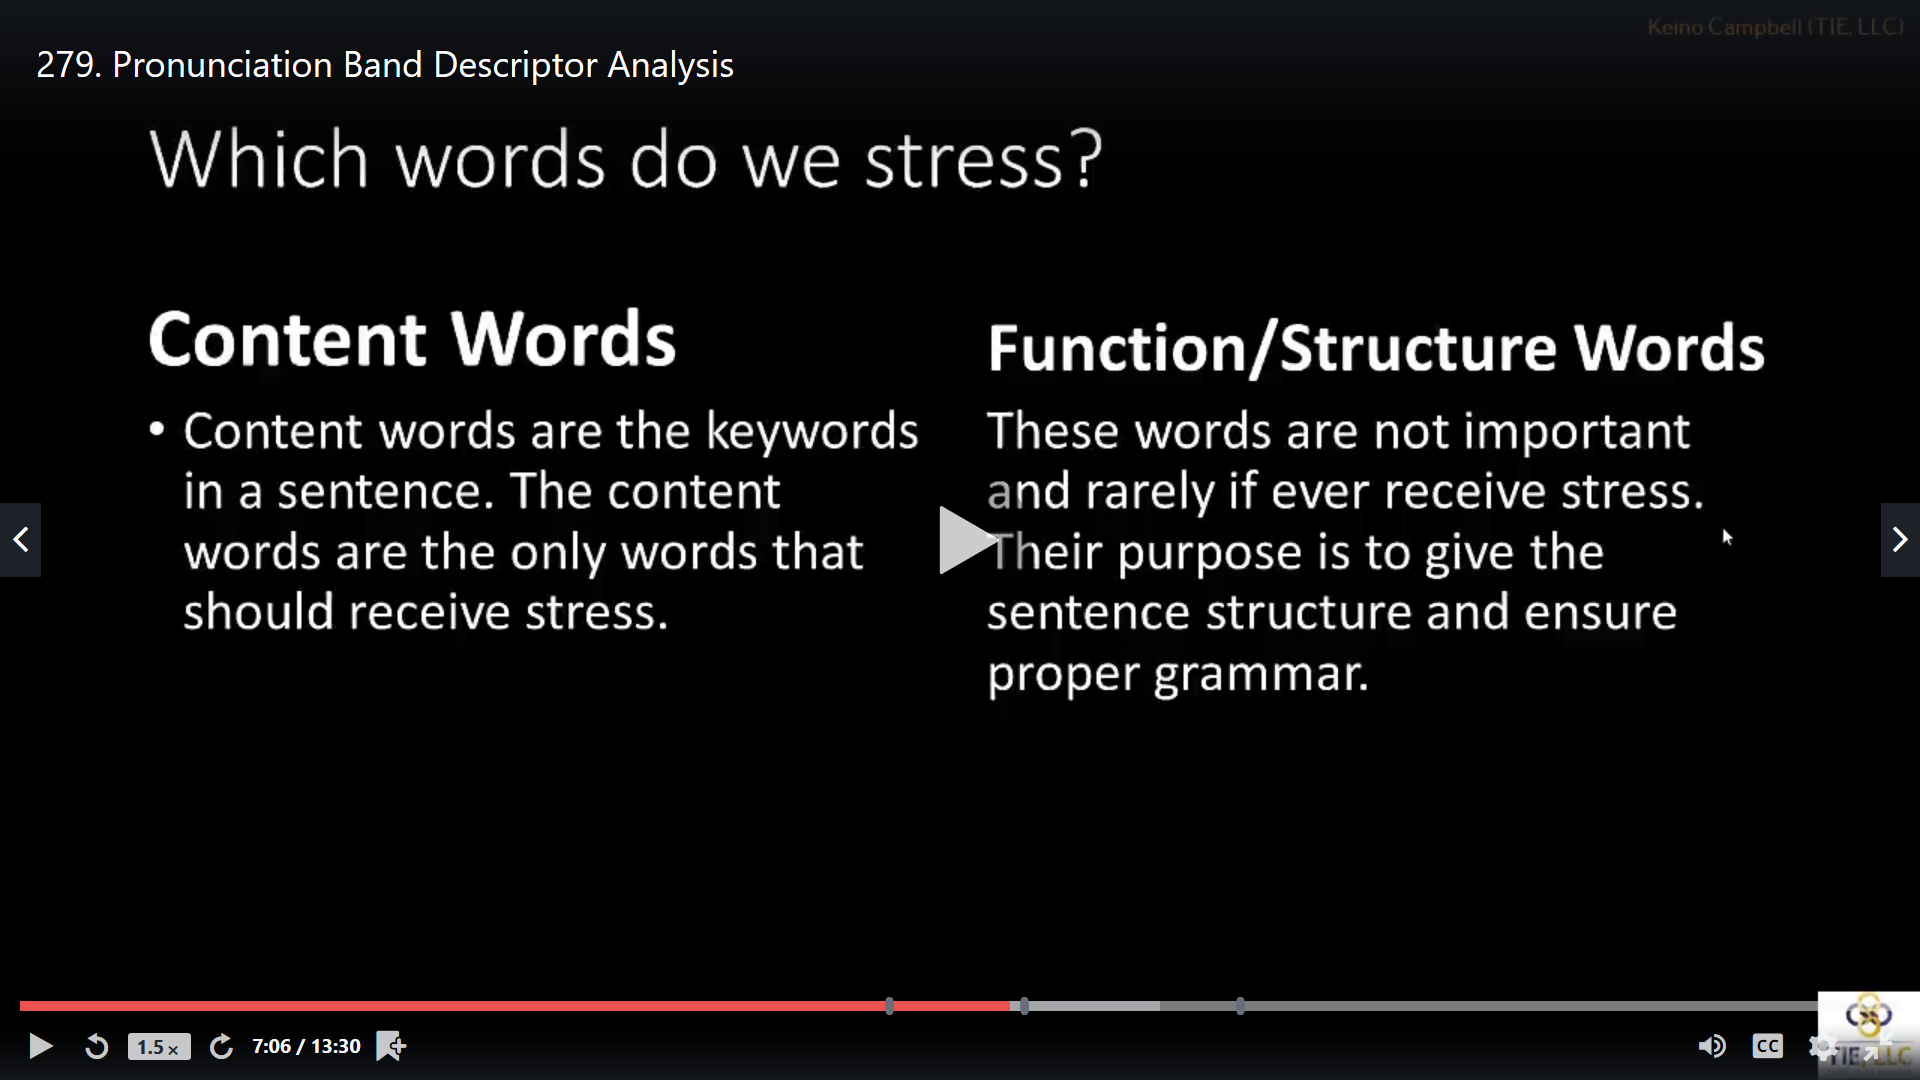 Keino Campbell (TIE, LLC)
279. Pronunciation Band Descriptor Analysis
Which words do we stress?
Content Words
• Content words are the keywords
in a sentence. The content
words are the only words that
should receive stress.
Function/Structure Words
These words are not important
and rarely if ever receive stress.
Their purpose is to give the
sentence structure and ensure
proper grammar.
1.5x
7:06 / 13:30
CC
TIE, LLC